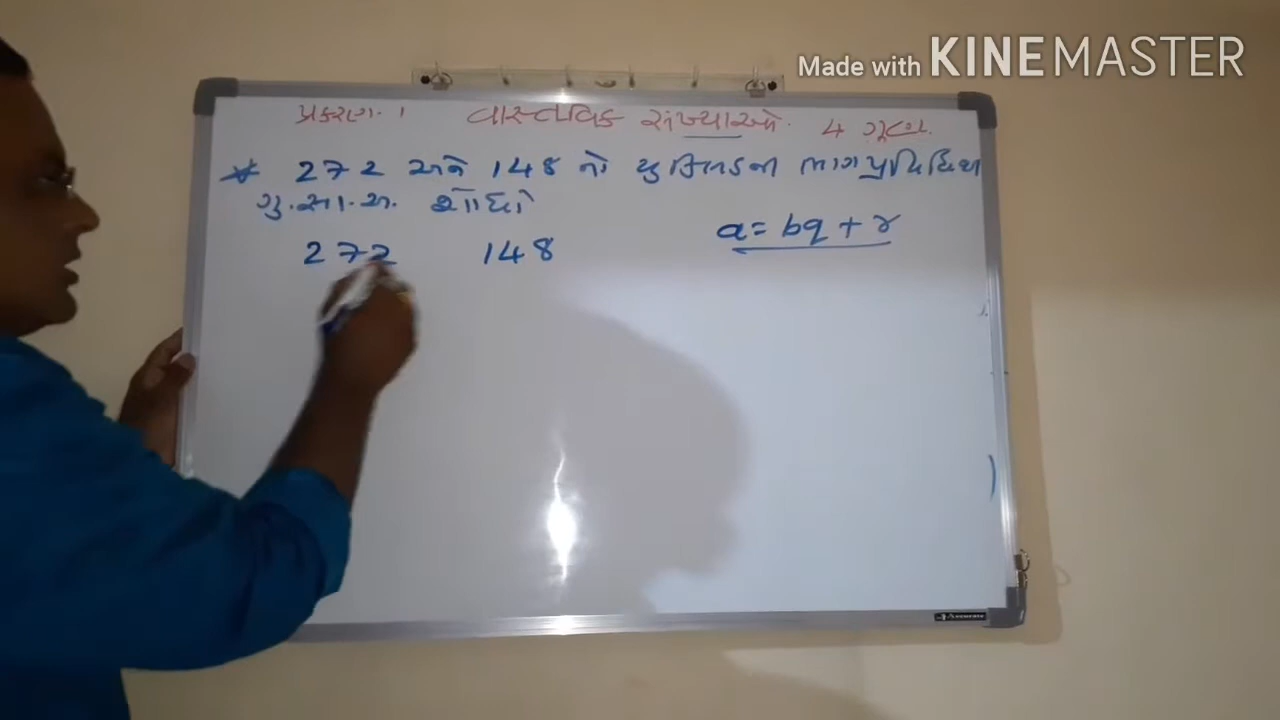 Made with KINEMASTER
પ્રકરણ. 1 વાસ્તવિક સંખ્યાઓ. 4 ગુણ.
* 272 અને 148 નો યુક્લિડની ભાગપ્રવિધિથી
ગુ.સા.અ. શોધો
272 148 a = bq + r